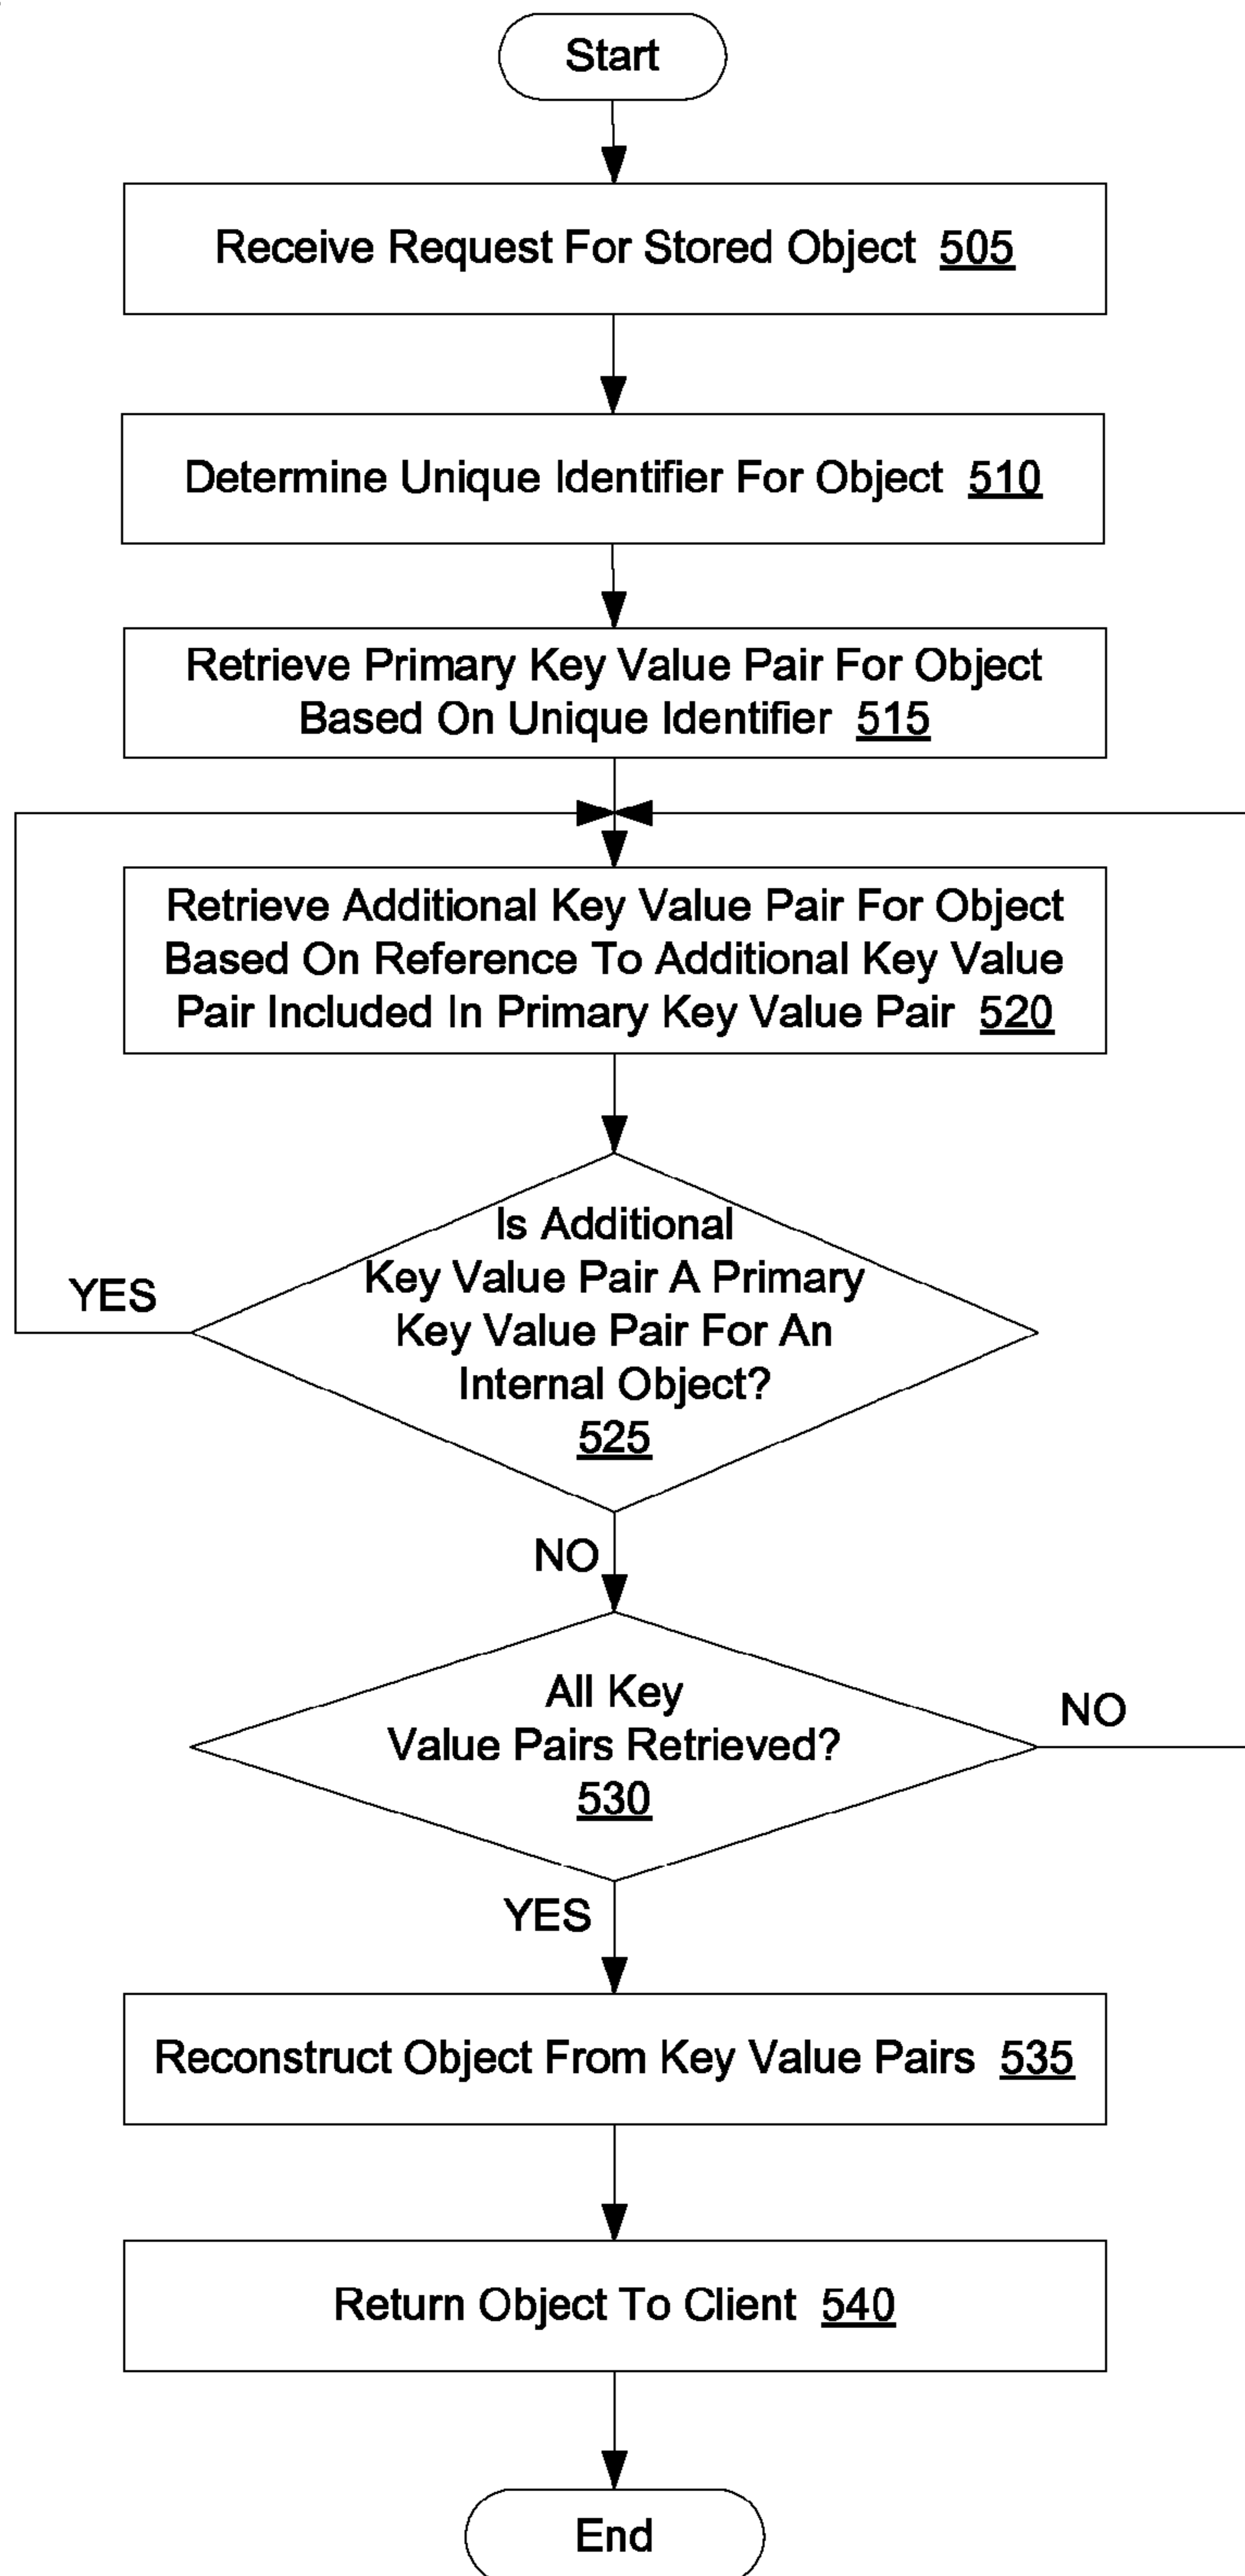 Start
Receive Request For Stored Object 505
Determine Unique Identifier For Object 510
Retrieve Primary Key Value Pair For Object
Based On Unique Identifier 515
Retrieve Additional Key Value Pair For Object
Based On Reference To Additional Key Value
Pair Included In Primary Key Value Pair 520
Is Additional
Key Value Pair A Primary
Key Value Pair For An
Internal Object?
525
YES
NO
All Key
Value Pairs Retrieved?
530
NO
YES
Reconstruct Object From Key Value Pairs 535
Return Object To Client 540
End